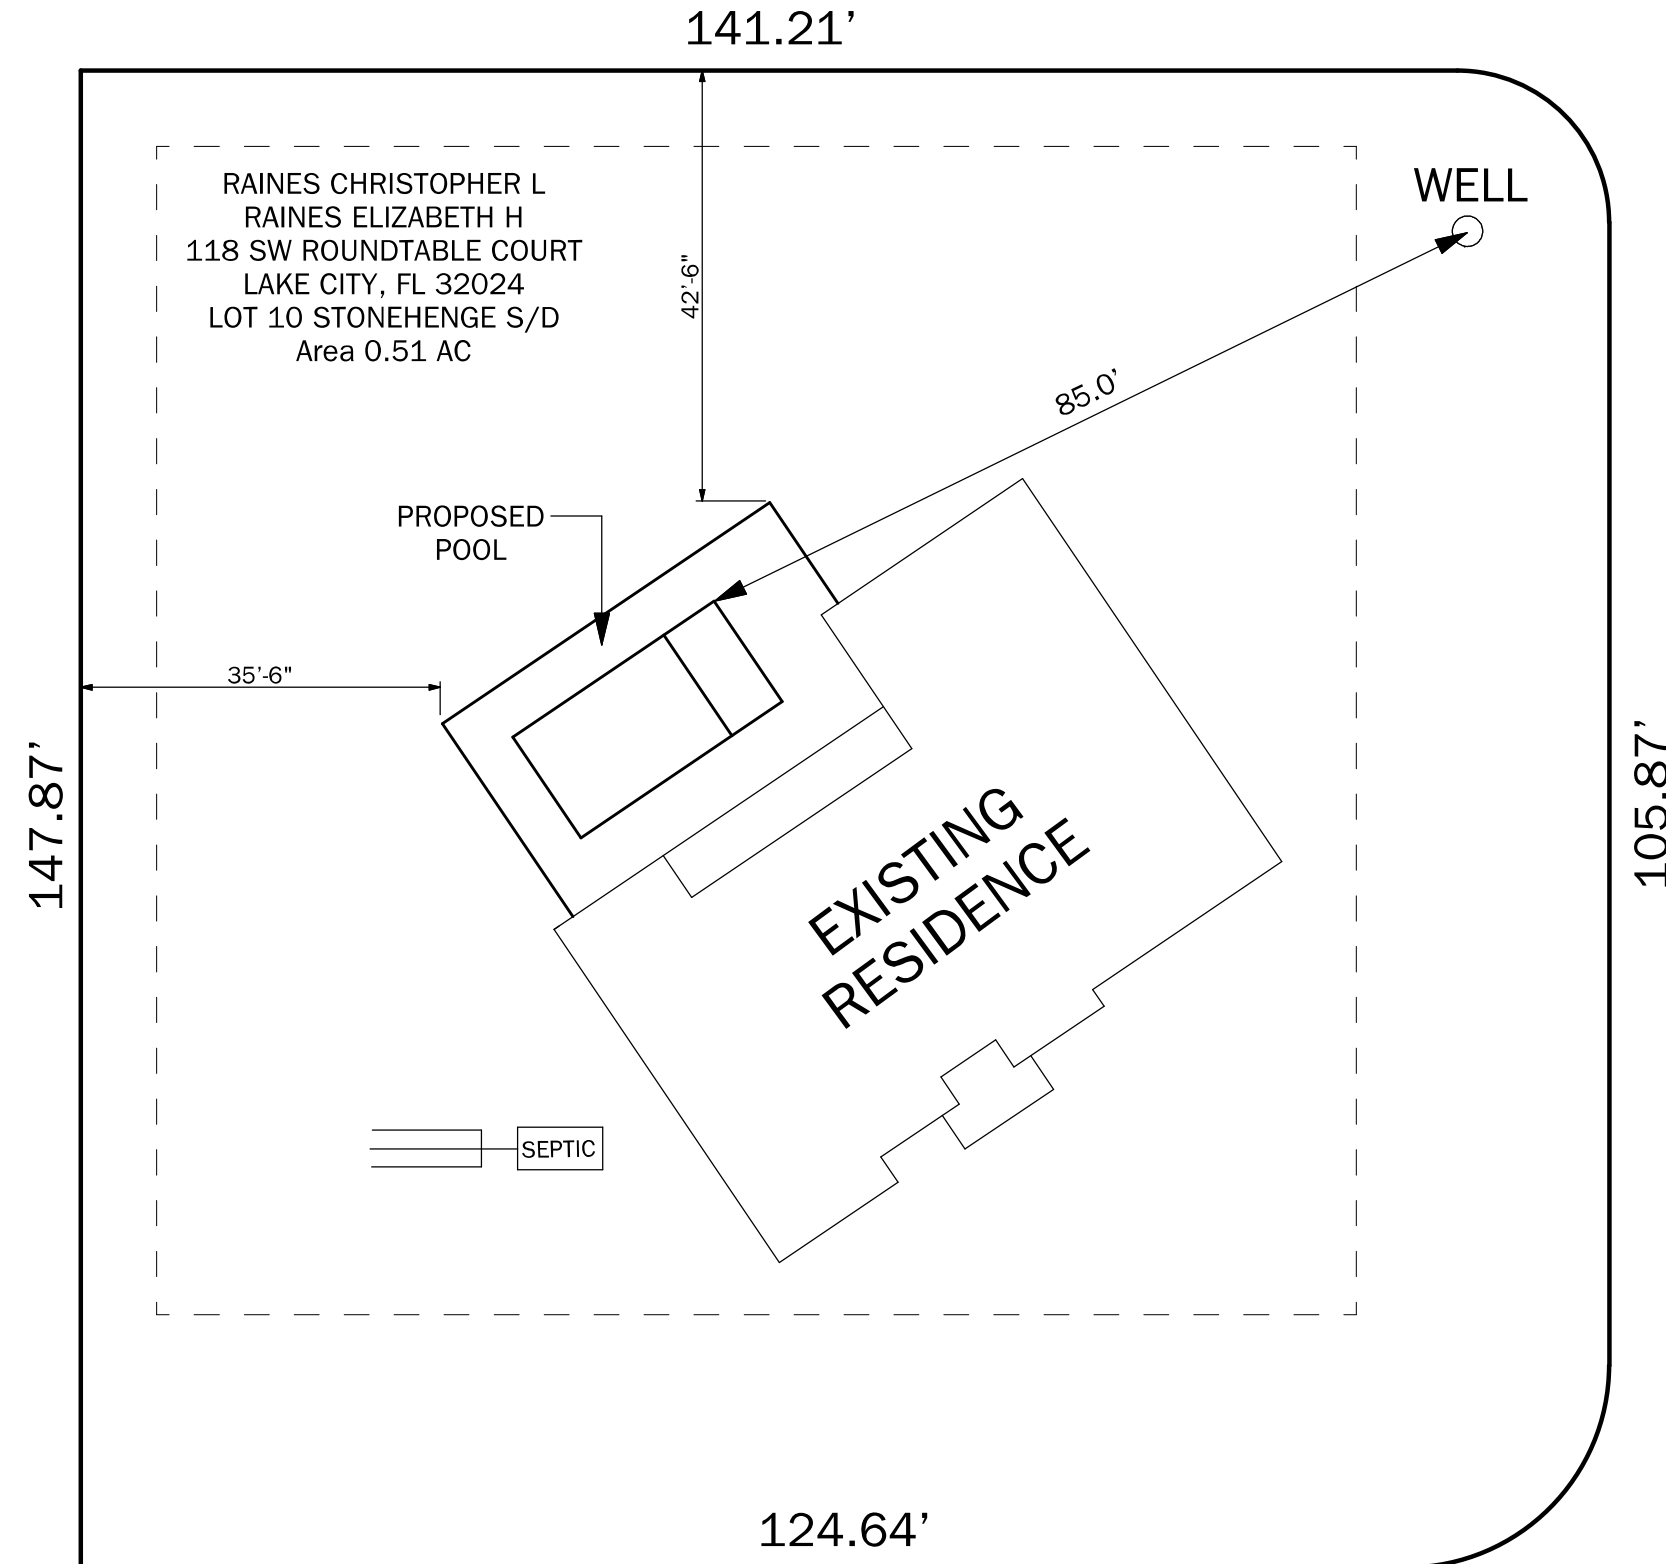 141.21'
WELL
RAINES CHRISTOPHER L
RAINES ELIZABETH H
118 SW ROUNDTABLE COURT
LAKE CITY, FL 32024
LOT 10 STONEHENGE S/D
Area 0.51 AC
42'-6"
85.0'
PROPOSED
POOL
35'-6"
147.87'
105.87'
EXISTING
RESIDENCE
SEPTIC
124.64'